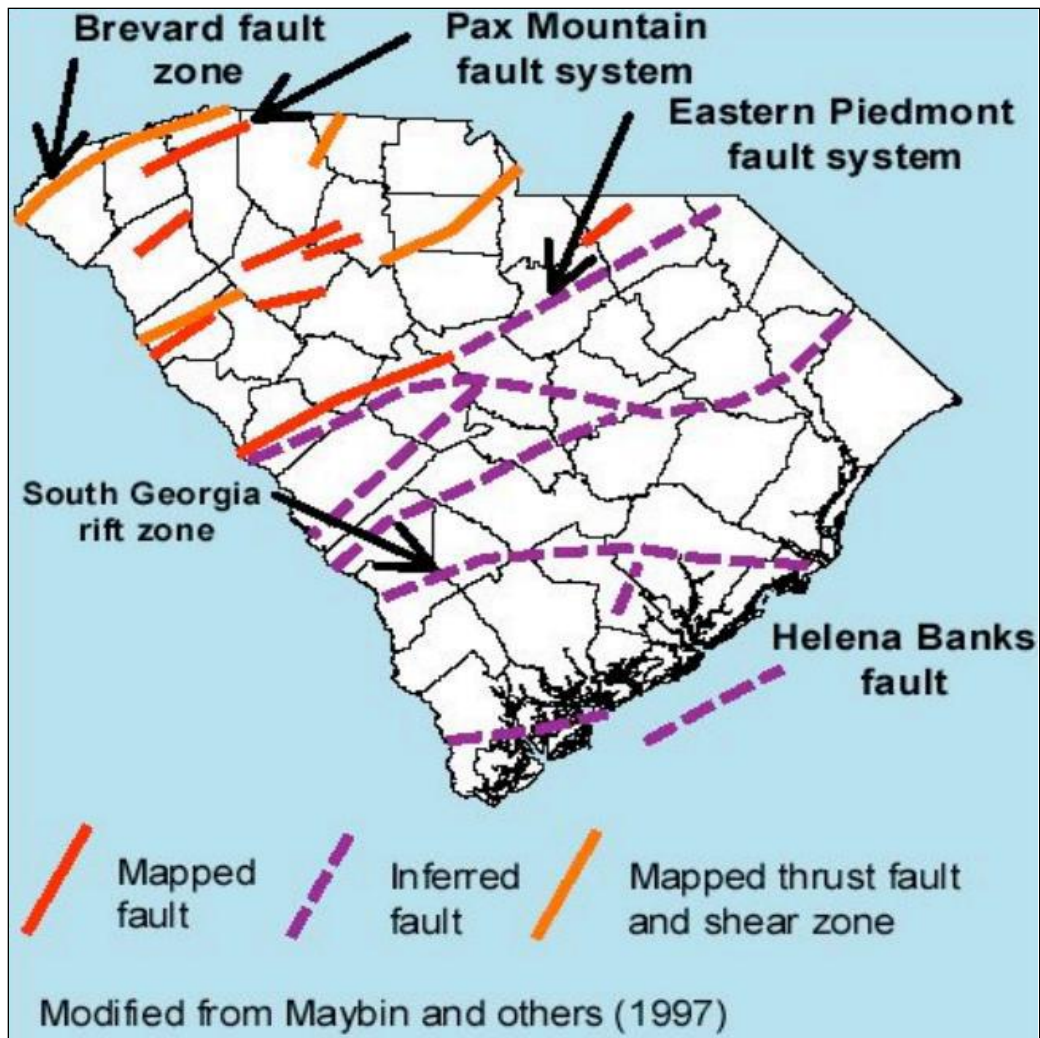 Brevard fault
zone
Pax Mountain
fault system
Eastern Piedmont
fault system
South Georgia
rift zone
Helena Banks
fault
Mapped
fault
Inferred
fault
Mapped thrust fault
and shear zone
Modified from Maybin and others (1997)